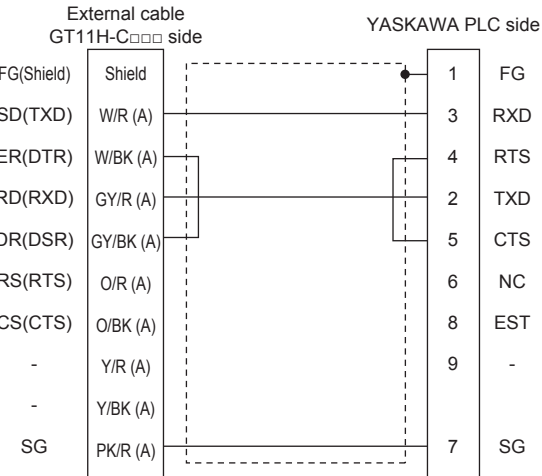 External cable
GT11H-C□□□ side
YASKAWA PLC side
FG(Shield) Shield 1 FG
SD(TXD) W/R (A) 3 RXD
ER(DTR) W/BK (A) 4 RTS
RD(RXD) GY/R (A) 2 TXD
DR(DSR) GY/BK (A) 5 CTS
RS(RTS) O/R (A) 6 NC
CS(CTS) O/BK (A) 8 EST
- Y/R (A) 9 -
- Y/BK (A)
SG PK/R (A) 7 SG